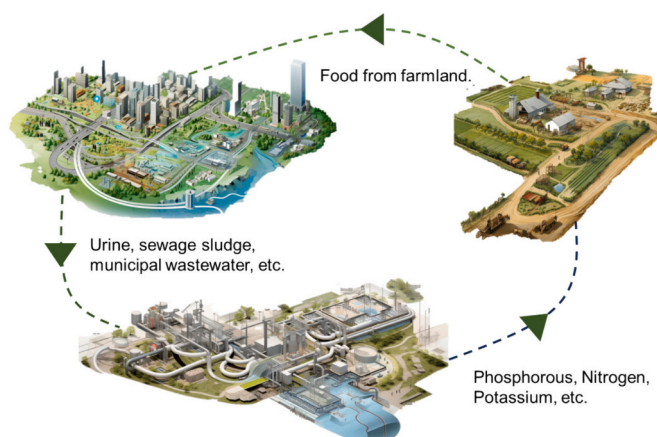 Food from farmland.
Urine, sewage sludge,
municipal wastewater, etc.
Phosphorous, Nitrogen,
Potassium, etc.